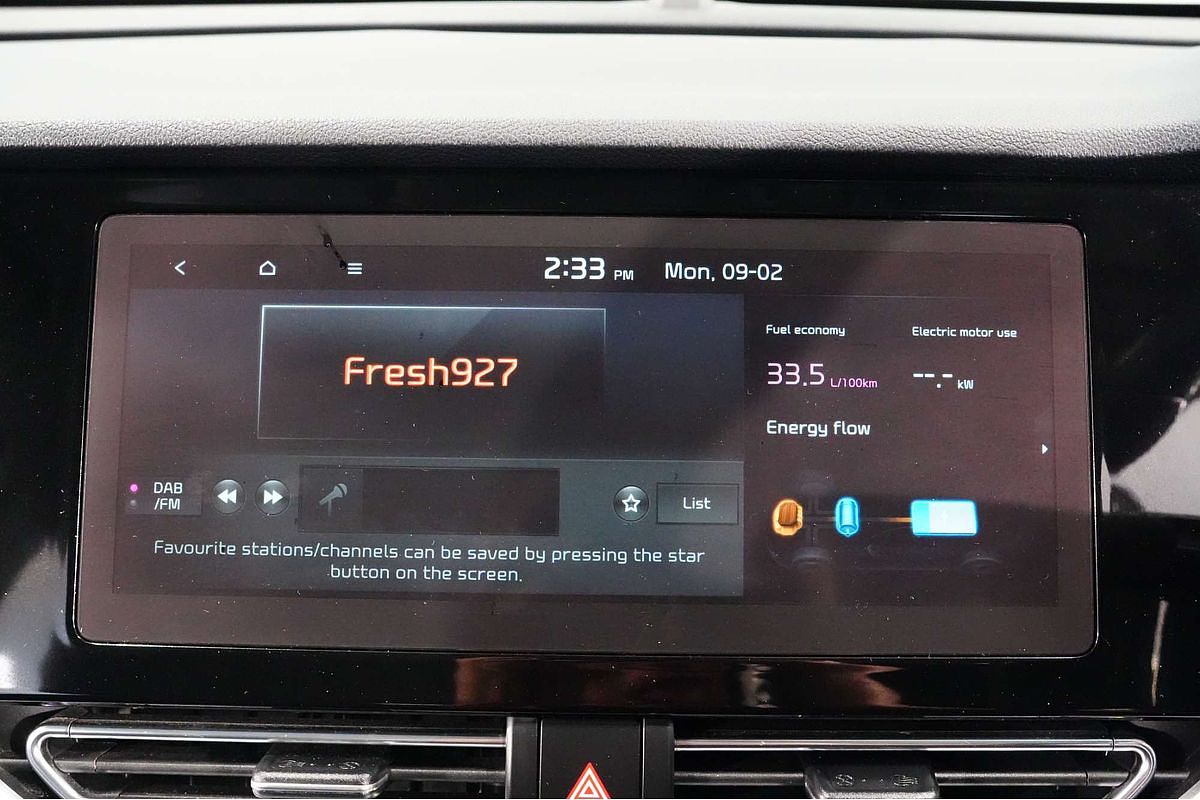 2:33 PM Mon, 09-02
Fresh927
DAB
/FM
List
Favourite stations/channels can be saved by pressing the star
button on the screen.
Fuel economy
33.5 L/100km
Electric motor use
--.- kW
Energy flow